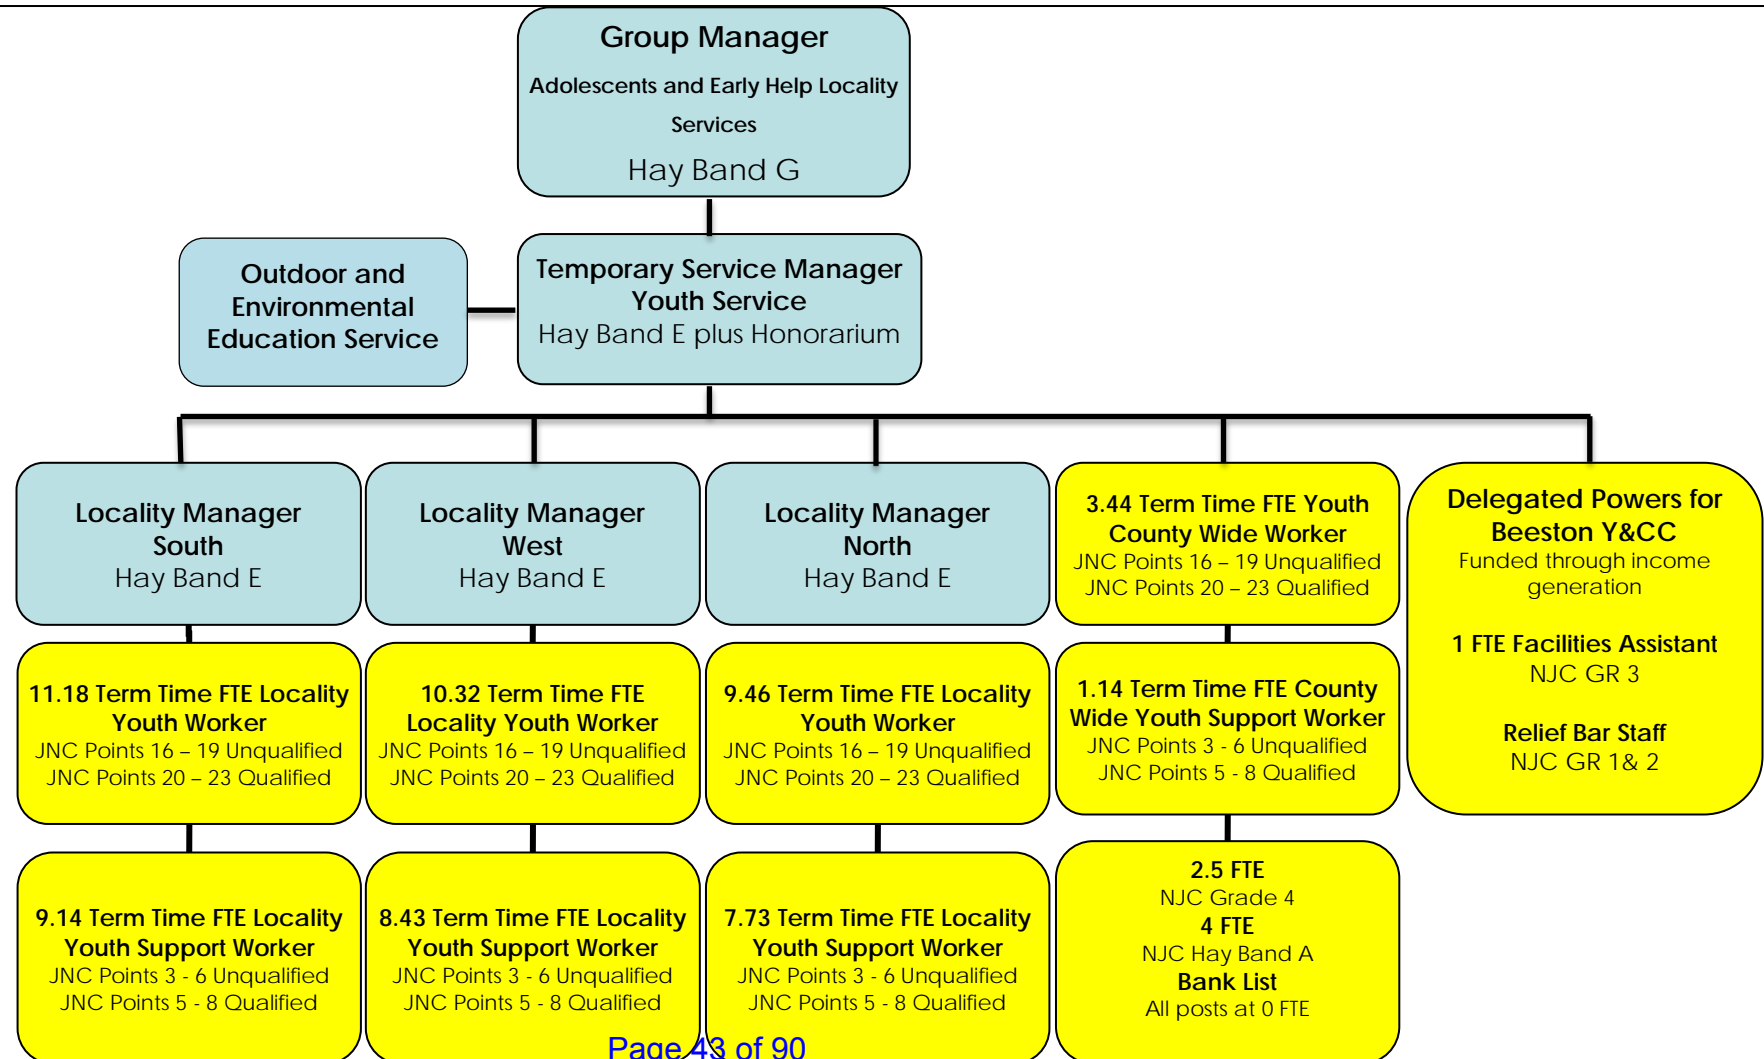 Group Manager
Adolescents and Early Help Locality
Services
Hay Band G
Outdoor and
Environmental
Education Service
Temporary Service Manager
Youth Service
Hay Band E plus Honorarium
Locality Manager
South
Hay Band E
Locality Manager
West
Hay Band E
Locality Manager
North
Hay Band E
3.44 Term Time FTE Youth
County Wide Worker
JNC Points 16 – 19 Unqualified
JNC Points 20 – 23 Qualified
Delegated Powers for
Beeston Y&CC
Funded through income
generation
1 FTE Facilities Assistant
NJC GR 3
Relief Bar Staff
NJC GR 1& 2
11.18 Term Time FTE Locality
Youth Worker
JNC Points 16 – 19 Unqualified
JNC Points 20 – 23 Qualified
10.32 Term Time FTE
Locality Youth Worker
JNC Points 16 – 19 Unqualified
JNC Points 20 – 23 Qualified
9.46 Term Time FTE Locality
Youth Worker
JNC Points 16 – 19 Unqualified
JNC Points 20 – 23 Qualified
1.14 Term Time FTE County
Wide Youth Support Worker
JNC Points 3 - 6 Unqualified
JNC Points 5 - 8 Qualified
9.14 Term Time FTE Locality
Youth Support Worker
JNC Points 3 - 6 Unqualified
JNC Points 5 - 8 Qualified
8.43 Term Time FTE Locality
Youth Support Worker
JNC Points 3 - 6 Unqualified
JNC Points 5 - 8 Qualified
7.73 Term Time FTE Locality
Youth Support Worker
JNC Points 3 - 6 Unqualified
JNC Points 5 - 8 Qualified
2.5 FTE
NJC Grade 4
4 FTE
NJC Hay Band A
Bank List
All posts at 0 FTE
Page 43 of 90